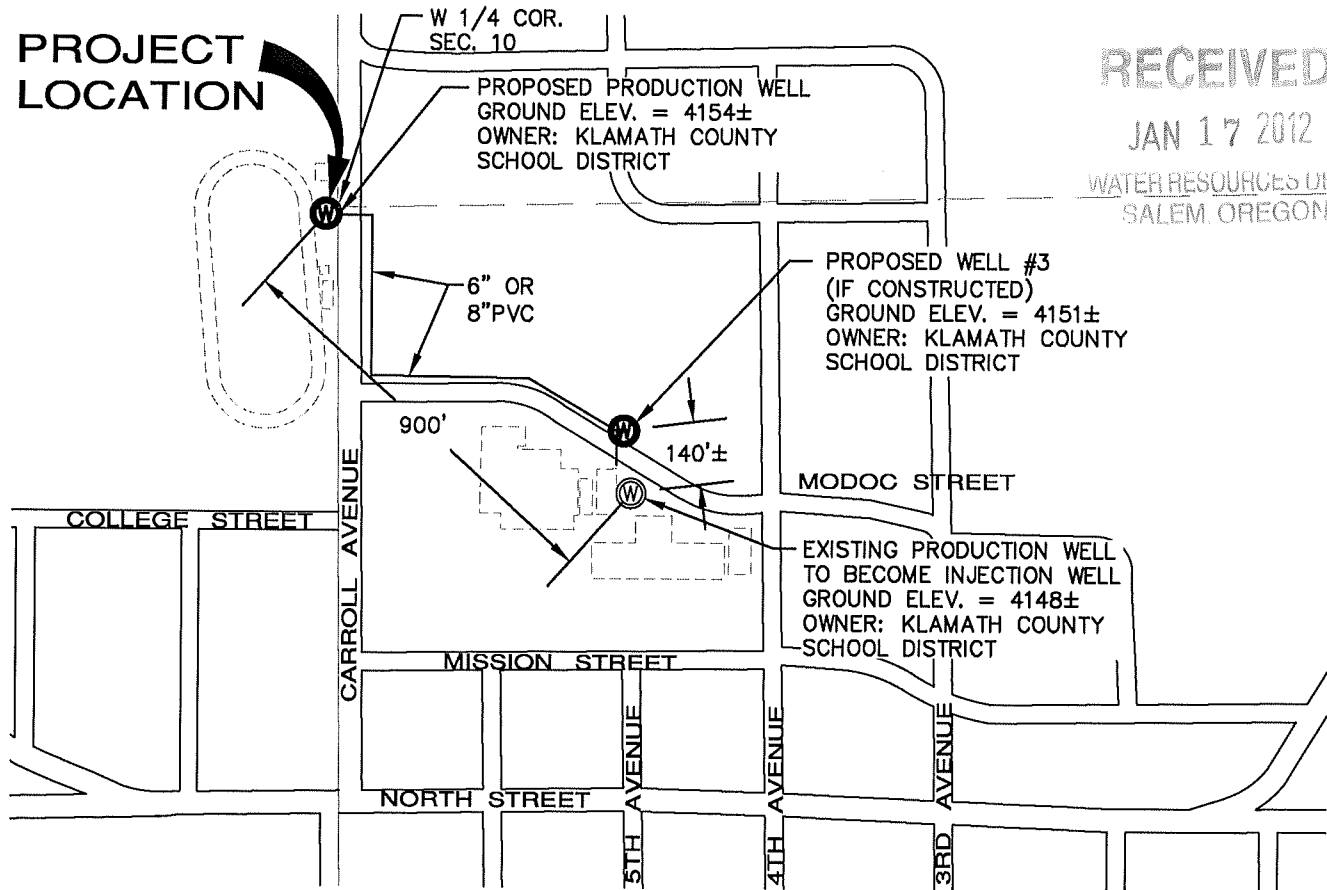 W 1/4 COR.
SEC. 10
PROJECT
LOCATION
PROPOSED PRODUCTION WELL
GROUND ELEV. = 4154±
OWNER: KLAMATH COUNTY
SCHOOL DISTRICT
RECEIVED
JAN 17 2012
WATER RESOURCES
SALEM, OREGON
W
6" OR
8"PVC
PROPOSED WELL #3
(IF CONSTRUCTED)
GROUND ELEV. = 4151±
OWNER: KLAMATH COUNTY
SCHOOL DISTRICT
900'
W
140'±
W
MODOC STREET
COLLEGE STREET
CARROLL AVENUE
EXISTING PRODUCTION WELL
TO BECOME INJECTION WELL
GROUND ELEV. = 4148±
OWNER: KLAMATH COUNTY
SCHOOL DISTRICT
MISSION STREET
NORTH STREET
5TH AVENUE
4TH AVENUE
3RD AVENUE